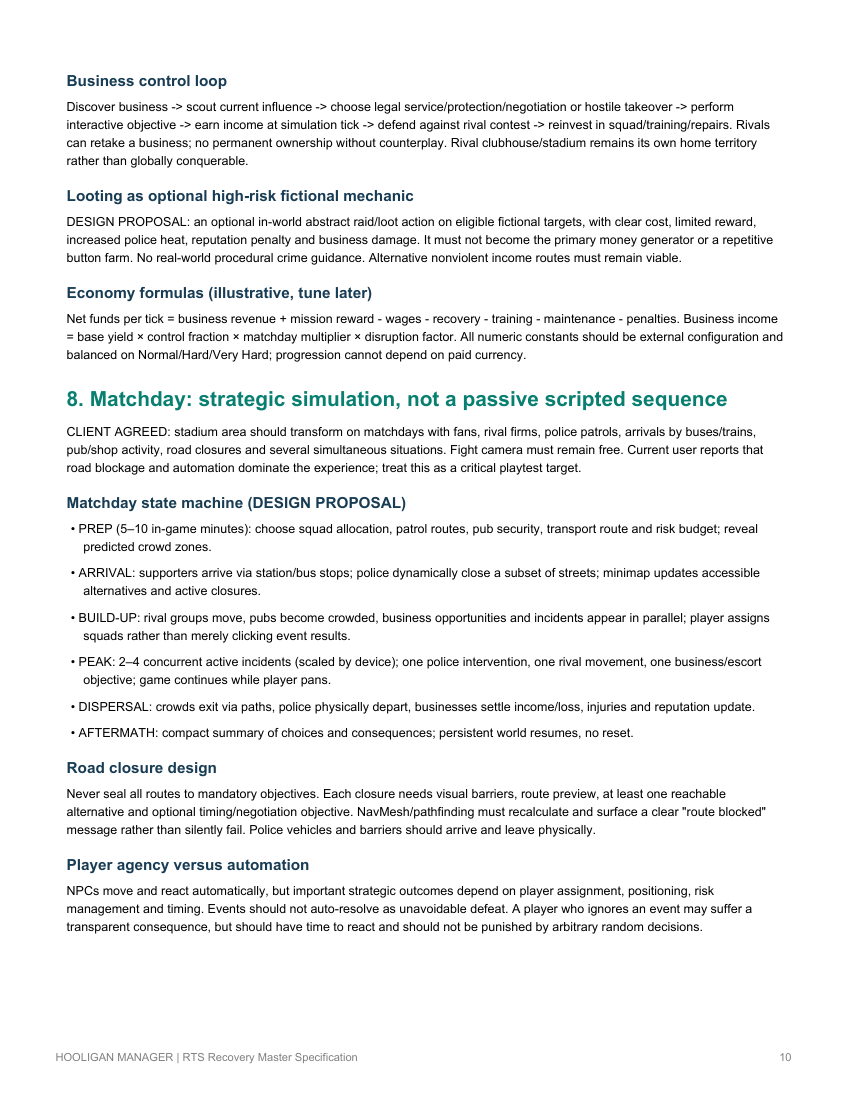 Business control loop
Discover business -> scout current influence -> choose legal service/protection/negotiation or hostile takeover -> perform
interactive objective -> earn income at simulation tick -> defend against rival contest -> reinvest in squad/training/repairs. Rivals
can retake a business; no permanent ownership without counterplay. Rival clubhouse/stadium remains its own home territory
rather than globally conquerable.
Looting as optional high-risk fictional mechanic
DESIGN PROPOSAL: an optional in-world abstract raid/loot action on eligible fictional targets, with clear cost, limited reward,
increased police heat, reputation penalty and business damage. It must not become the primary money generator or a repetitive
button farm. No real-world procedural crime guidance. Alternative nonviolent income routes must remain viable.
Economy formulas (illustrative, tune later)
Net funds per tick = business revenue + mission reward - wages - recovery - training - maintenance - penalties. Business income
= base yield × control fraction × matchday multiplier × disruption factor. All numeric constants should be external configuration and
balanced on Normal/Hard/Very Hard; progression cannot depend on paid currency.
8. Matchday: strategic simulation, not a passive scripted sequence
CLIENT AGREED: stadium area should transform on matchdays with fans, rival firms, police patrols, arrivals by buses/trains,
pub/shop activity, road closures and several simultaneous situations. Fight camera must remain free. Current user reports that
road blockage and automation dominate the experience; treat this as a critical playtest target.
Matchday state machine (DESIGN PROPOSAL)
• PREP (5–10 in-game minutes): choose squad allocation, patrol routes, pub security, transport route and risk budget; reveal
predicted crowd zones.
• ARRIVAL: supporters arrive via station/bus stops; police dynamically close a subset of streets; minimap updates accessible
alternatives and active closures.
• BUILD-UP: rival groups move, pubs become crowded, business opportunities and incidents appear in parallel; player assigns
squads rather than merely clicking event results.
• PEAK: 2–4 concurrent active incidents (scaled by device); one police intervention, one rival movement, one business/escort
objective; game continues while player pans.
• DISPERSAL: crowds exit via paths, police physically depart, businesses settle income/loss, injuries and reputation update.
• AFTERMATH: compact summary of choices and consequences; persistent world resumes, no reset.
Road closure design
Never seal all routes to mandatory objectives. Each closure needs visual barriers, route preview, at least one reachable
alternative and optional timing/negotiation objective. NavMesh/pathfinding must recalculate and surface a clear "route blocked"
message rather than silently fail. Police vehicles and barriers should arrive and leave physically.
Player agency versus automation
NPCs move and react automatically, but important strategic outcomes depend on player assignment, positioning, risk
management and timing. Events should not auto-resolve as unavoidable defeat. A player who ignores an event may suffer a
transparent consequence, but should have time to react and should not be punished by arbitrary random decisions.
HOOLIGAN MANAGER | RTS Recovery Master Specification
10